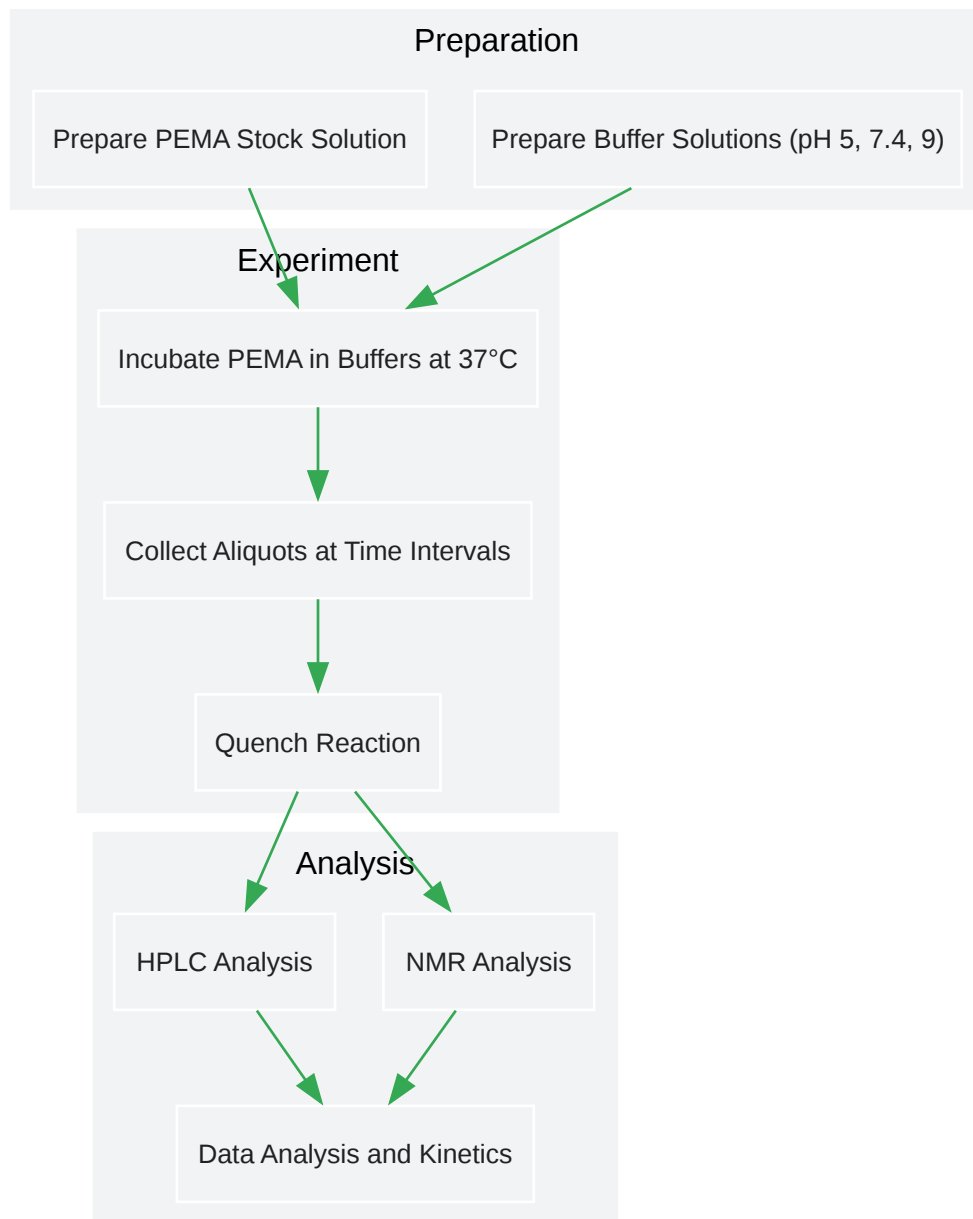 Preparation
Prepare PEMA Stock Solution
Prepare Buffer Solutions (pH 5, 7.4, 9)
Experiment
Incubate PEMA in Buffers at 37°C
Collect Aliquots at Time Intervals
Quench Reaction
Analysis
HPLC Analysis
NMR Analysis
Data Analysis and Kinetics